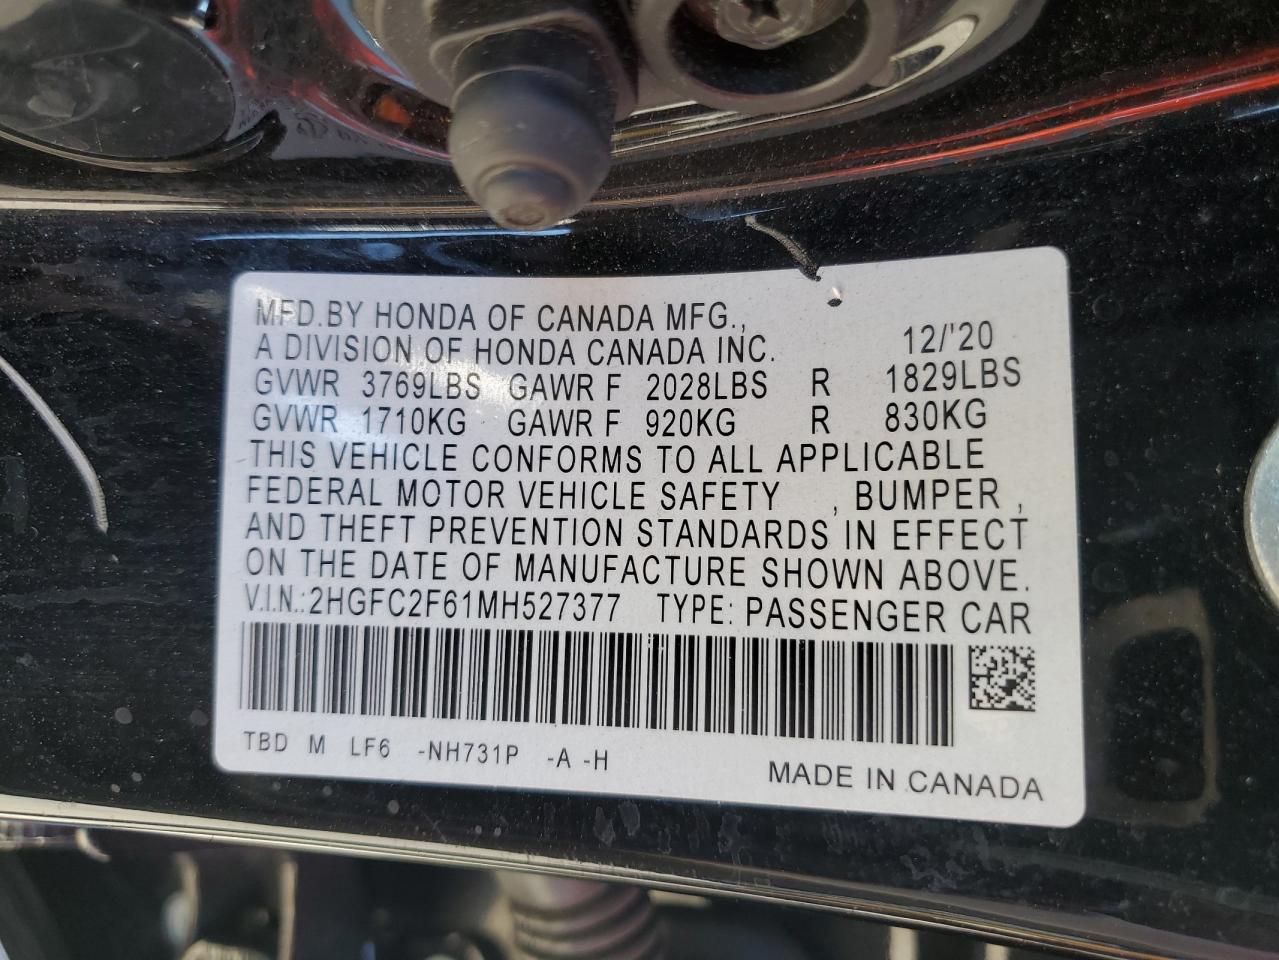 MFD.BY HONDA OF CANADA MFG.,
A DIVISION OF HONDA CANADA INC. 12/'20
GVWR 3769LBS GAWR F 2028LBS R 1829LBS
GVWR 1710KG GAWR F 920KG R 830KG
THIS VEHICLE CONFORMS TO ALL APPLICABLE
FEDERAL MOTOR VEHICLE SAFETY , BUMPER ,
AND THEFT PREVENTION STANDARDS IN EFFECT
ON THE DATE OF MANUFACTURE SHOWN ABOVE.
V.I.N.:2HGFC2F61MH527377 TYPE: PASSENGER CAR
TBD M LF6 -NH731P -A -H
MADE IN CANADA